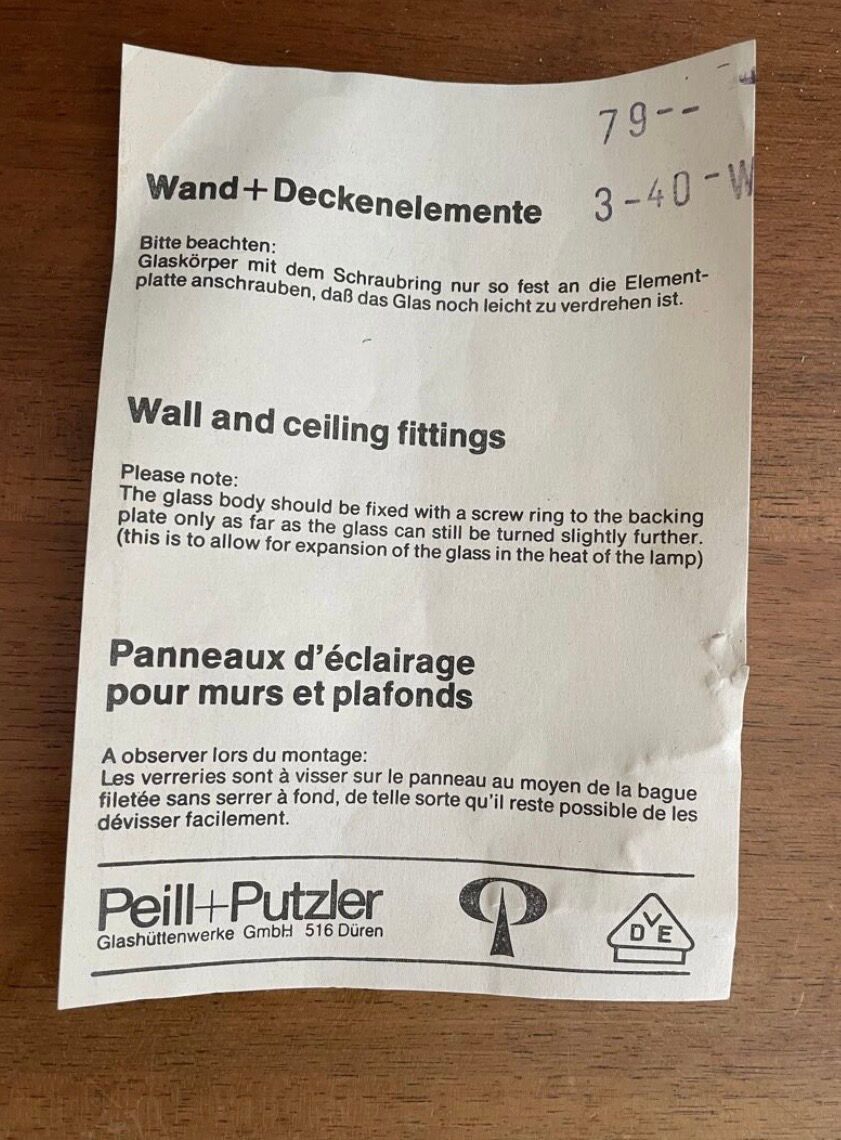 79--
3-40-W
Wand+Deckenelemente
Bitte beachten:
Glaskörper mit dem Schraubring nur so fest an die Element-
platte anschrauben, daß das Glas noch leicht zu verdrehen ist.
Wall and ceiling fittings
Please note:
The glass body should be fixed with a screw ring to the backing
plate only as far as the glass can still be turned slightly further.
(this is to allow for expansion of the glass in the heat of the lamp)
Panneaux d'éclairage
pour murs et plafonds
A observer lors du montage:
Les verreries sont à visser sur le panneau au moyen de la bague
filetée sans serrer à fond, de telle sorte qu'il reste possible de les
dévisser facilement.
Peill+Putzler
Glashüttenwerke GmbH 516 Düren
DVE